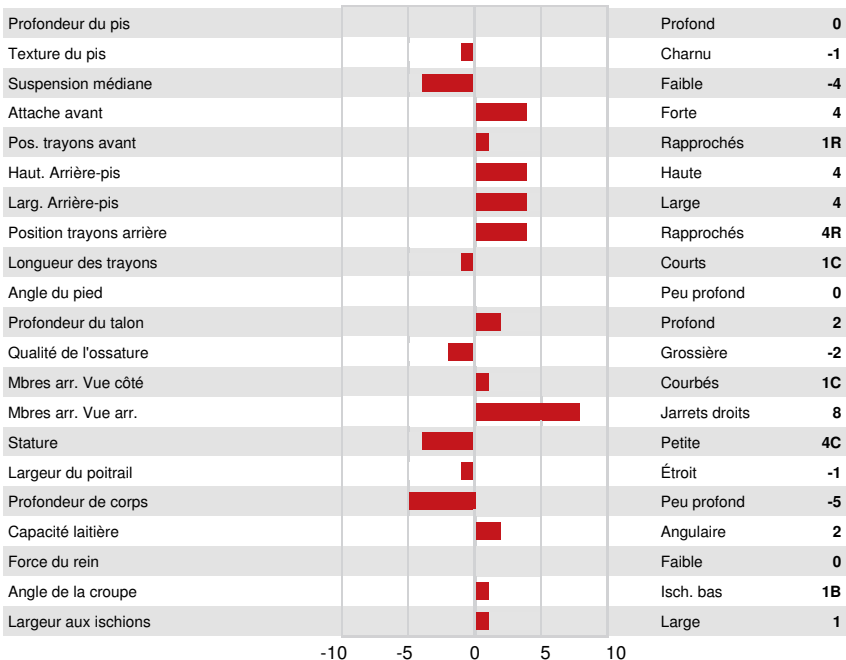 Profondeur du pis Profond 0
Texture du pis Charnu -1
Suspension médiane Faible -4
Attache avant Forte 4
Pos. trayons avant Rapprochés 1R
Haut. Arrière-pis Haute 4
Larg. Arrière-pis Large 4
Position trayons arrière Rapprochés 4R
Longueur des trayons Courts 1C
Angle du pied Peu profond 0
Profondeur du talon Profond 2
Qualité de l'ossature Grossière -2
Mbres arr. Vue côté Courbés 1C
Mbres arr. Vue arr. Jarrets droits 8
Stature Petite 4C
Largeur du poitrail Étroit -1
Profondeur de corps Peu profond -5
Capacité laitière Angulaire 2
Force du rein Faible 0
Angle de la croupe Isch. bas 1B
Largeur aux ischions Large 1
-10 -5 0 5 10